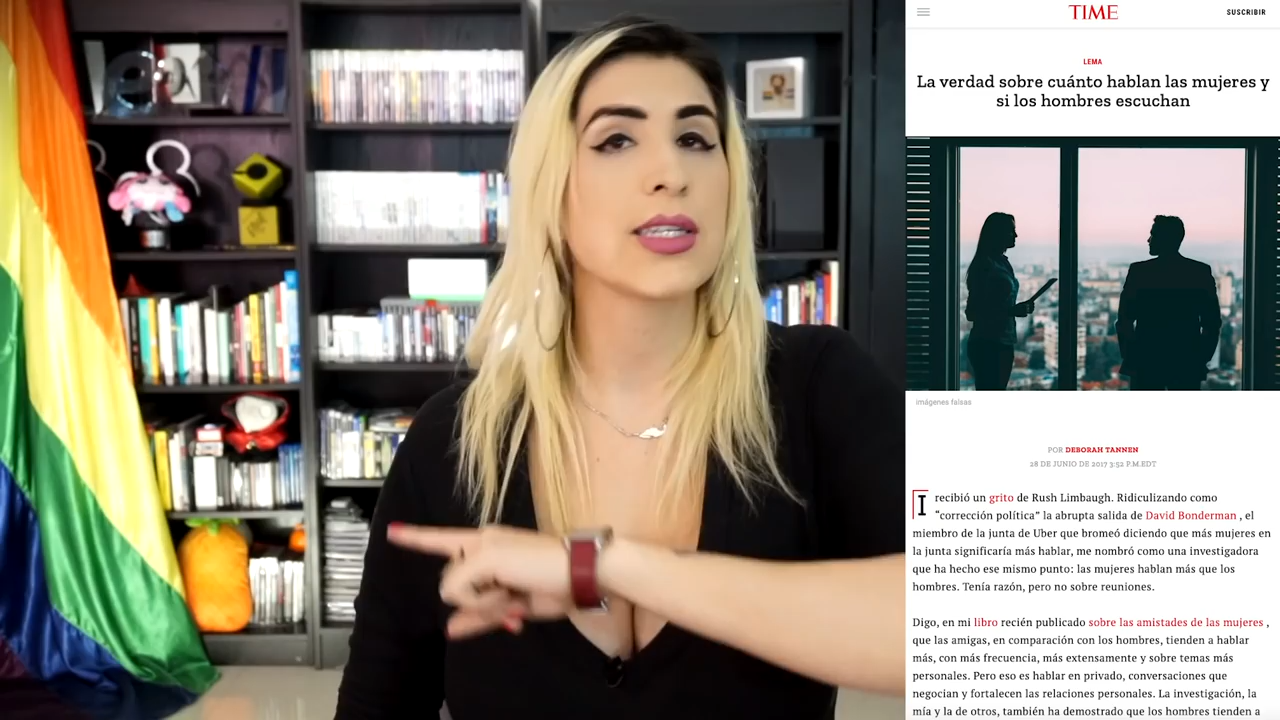 TIME
SUSCRIBIR
LEMA
La verdad sobre cuánto hablan las mujeres y
si los hombres escuchan
imágenes falsas
POR DEBORAH TANNEN
28 DE JUNIO DE 2017 3:52 P.M.EDT
I recibió un grito de Rush Limbaugh. Ridiculizando como
"corrección política" la abrupta salida de David Bonderman , el
miembro de la junta de Uber que bromeó diciendo que más mujeres en
la junta significaría más hablar, me nombró como una investigadora
que ha hecho ese mismo punto: las mujeres hablan más que los
hombres. Tenía razón, pero no sobre reuniones.
Digo, en mi libro recién publicado sobre las amistades de las mujeres ,
que las amigas, en comparación con los hombres, tienden a hablar
más, con más frecuencia, más extensamente y sobre temas más
personales. Pero eso es hablar en privado, conversaciones que
negocian y fortalecen las relaciones personales. La investigación, la
mía y la de otros, también ha demostrado que los hombres tienden a